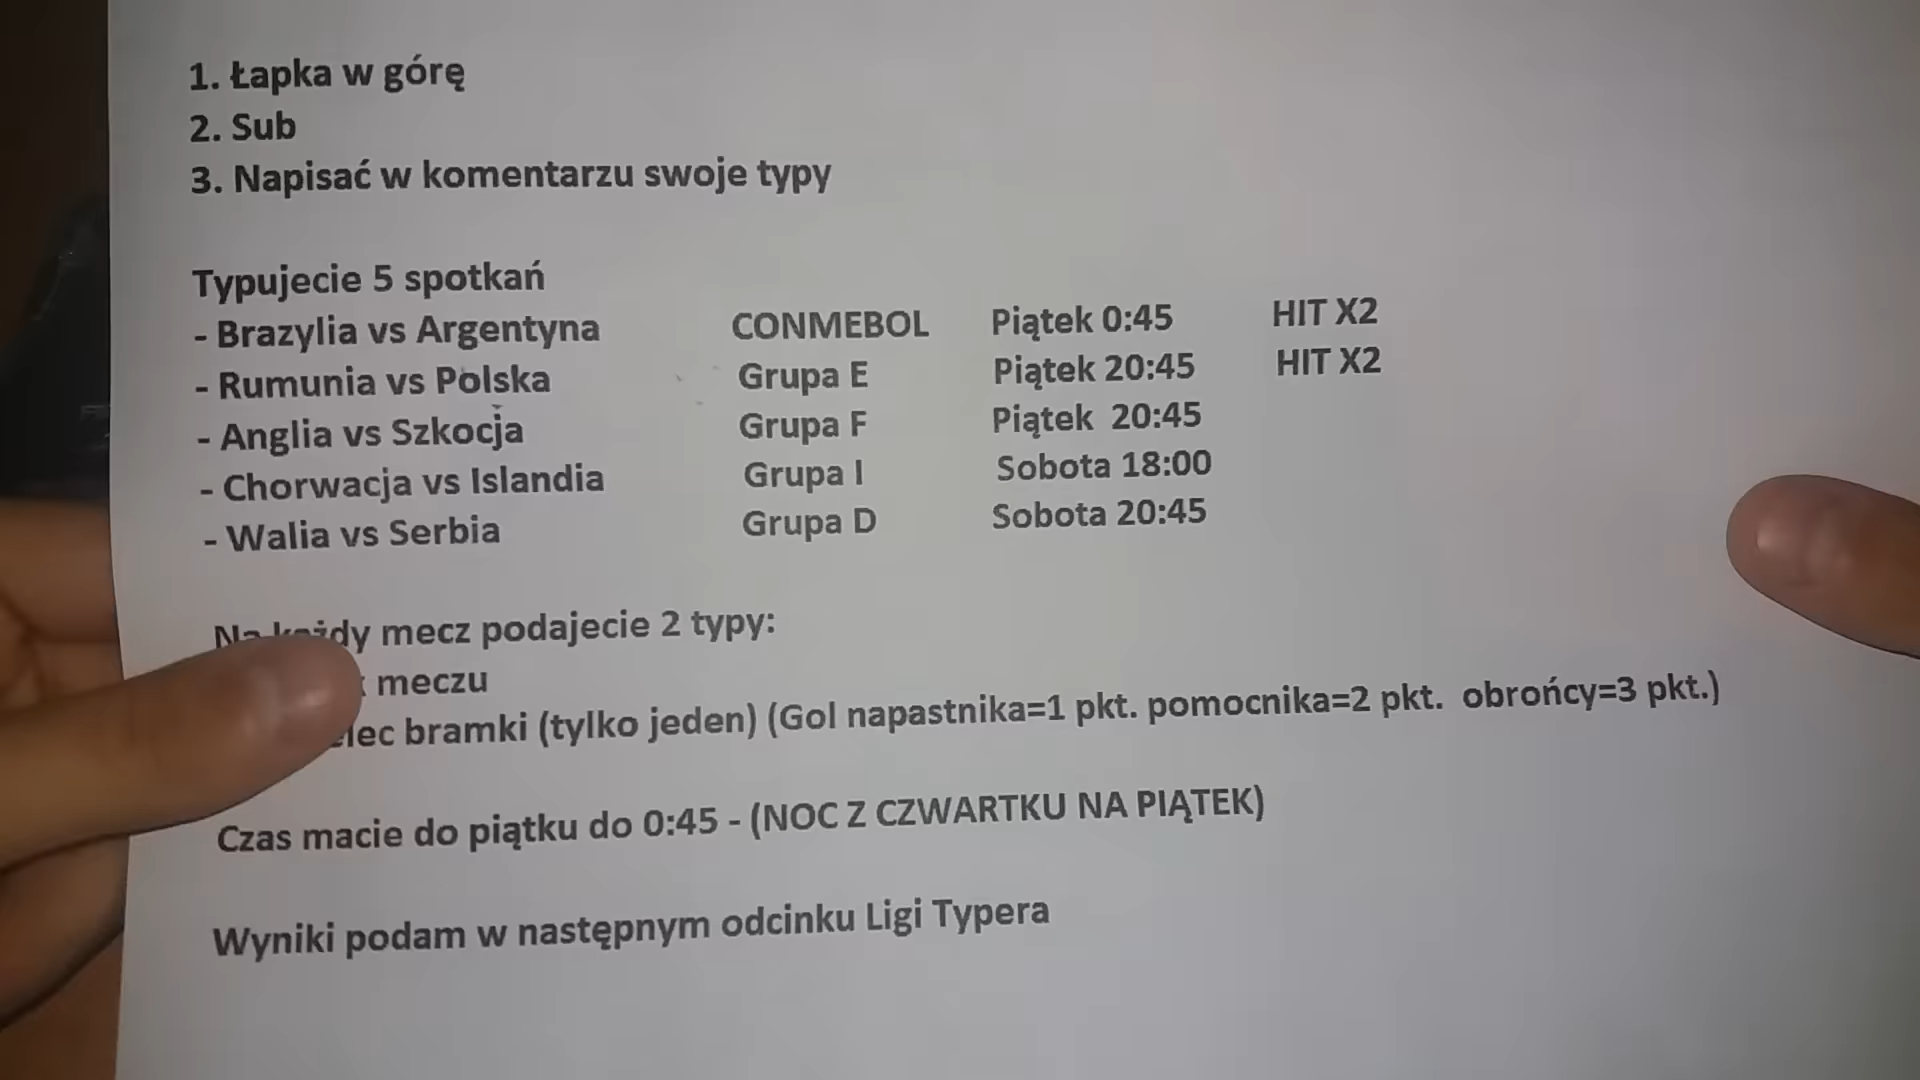 1. Łapka w górę
2. Sub
3. Napisać w komentarzu swoje typy
Typujecie 5 spotkań
- Brazylia vs Argentyna CONMEBOL Piątek 0:45 HIT X2
- Rumunia vs Polska Grupa E Piątek 20:45 HIT X2
- Anglia vs Szkocja Grupa F Piątek 20:45
- Chorwacja vs Islandia Grupa I Sobota 18:00
- Walia vs Serbia Grupa D Sobota 20:45
Na każdy mecz podajecie 2 typy:
meczu
bramki (tylko jeden) (Gol napastnika=1 pkt. pomocnika=2 pkt. obrońcy=3 pkt.)
Czas macie do piątku do 0:45 - (NOC Z CZWARTKU NA PIĄTEK)
Wyniki podam w następnym odcinku Ligi Typera